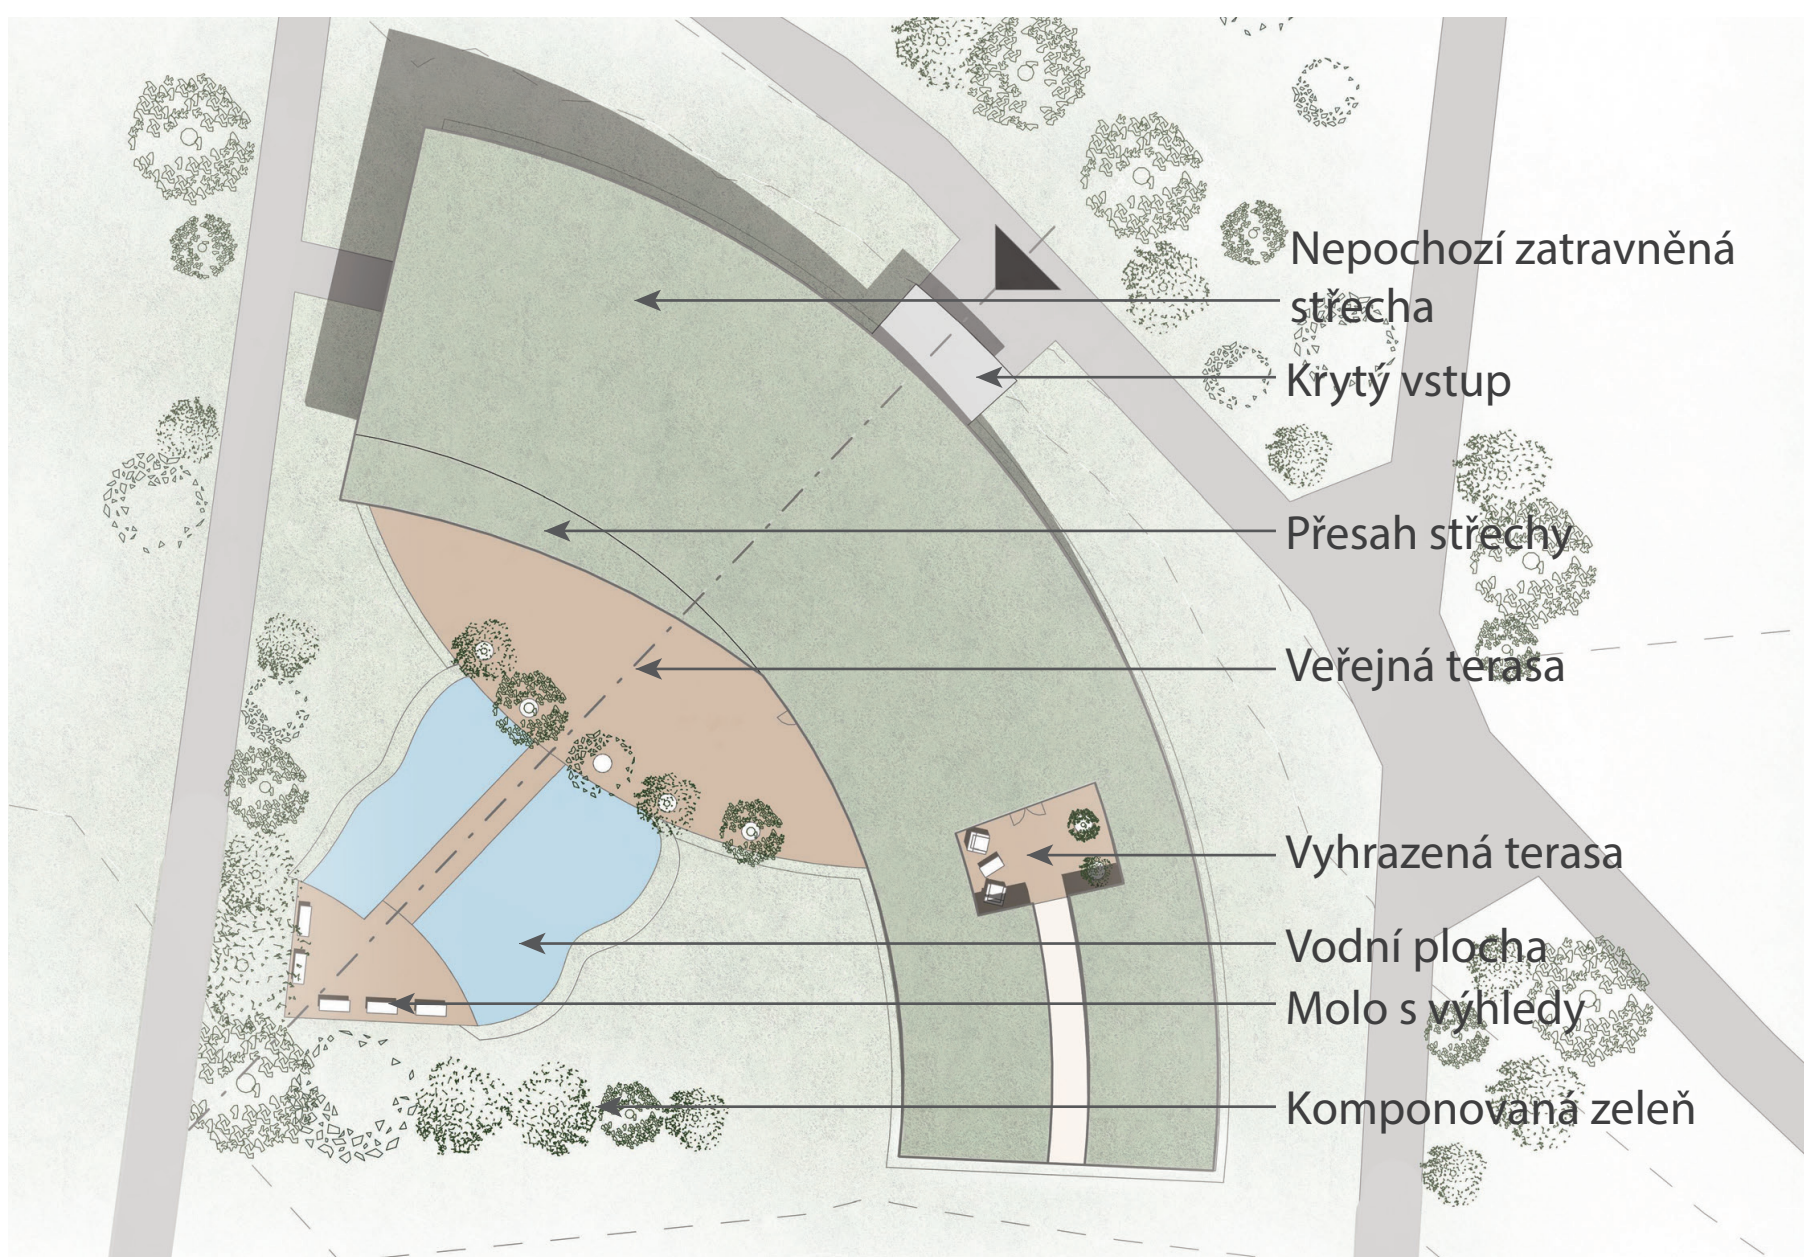 Nepochozí zatravněná
střecha
Krytý vstup
Přesah střechy
Veřejná terasa
Vyhrazená terasa
Vodní plocha
Molo s výhledy
Komponovaná zeleň